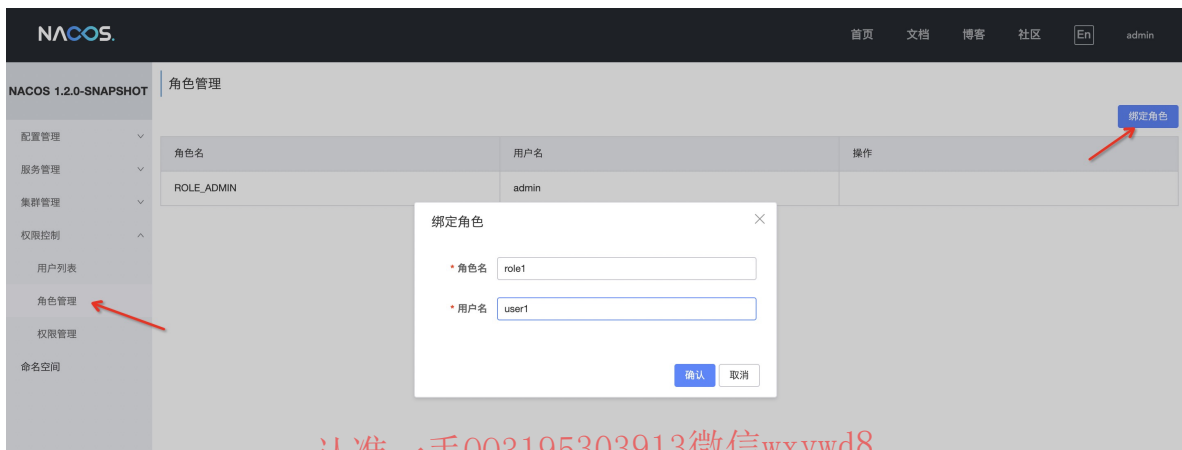 NACOS.
首页 文档 博客 社区 En admin
NACOS 1.2.0-SNAPSHOT
角色管理
绑定角色
配置管理
服务管理
集群管理
权限控制
用户列表
角色管理
权限管理
命名空间
角色名 用户名 操作
ROLE_ADMIN admin
绑定角色
* 角色名 role1
* 用户名 user1
确认 取消